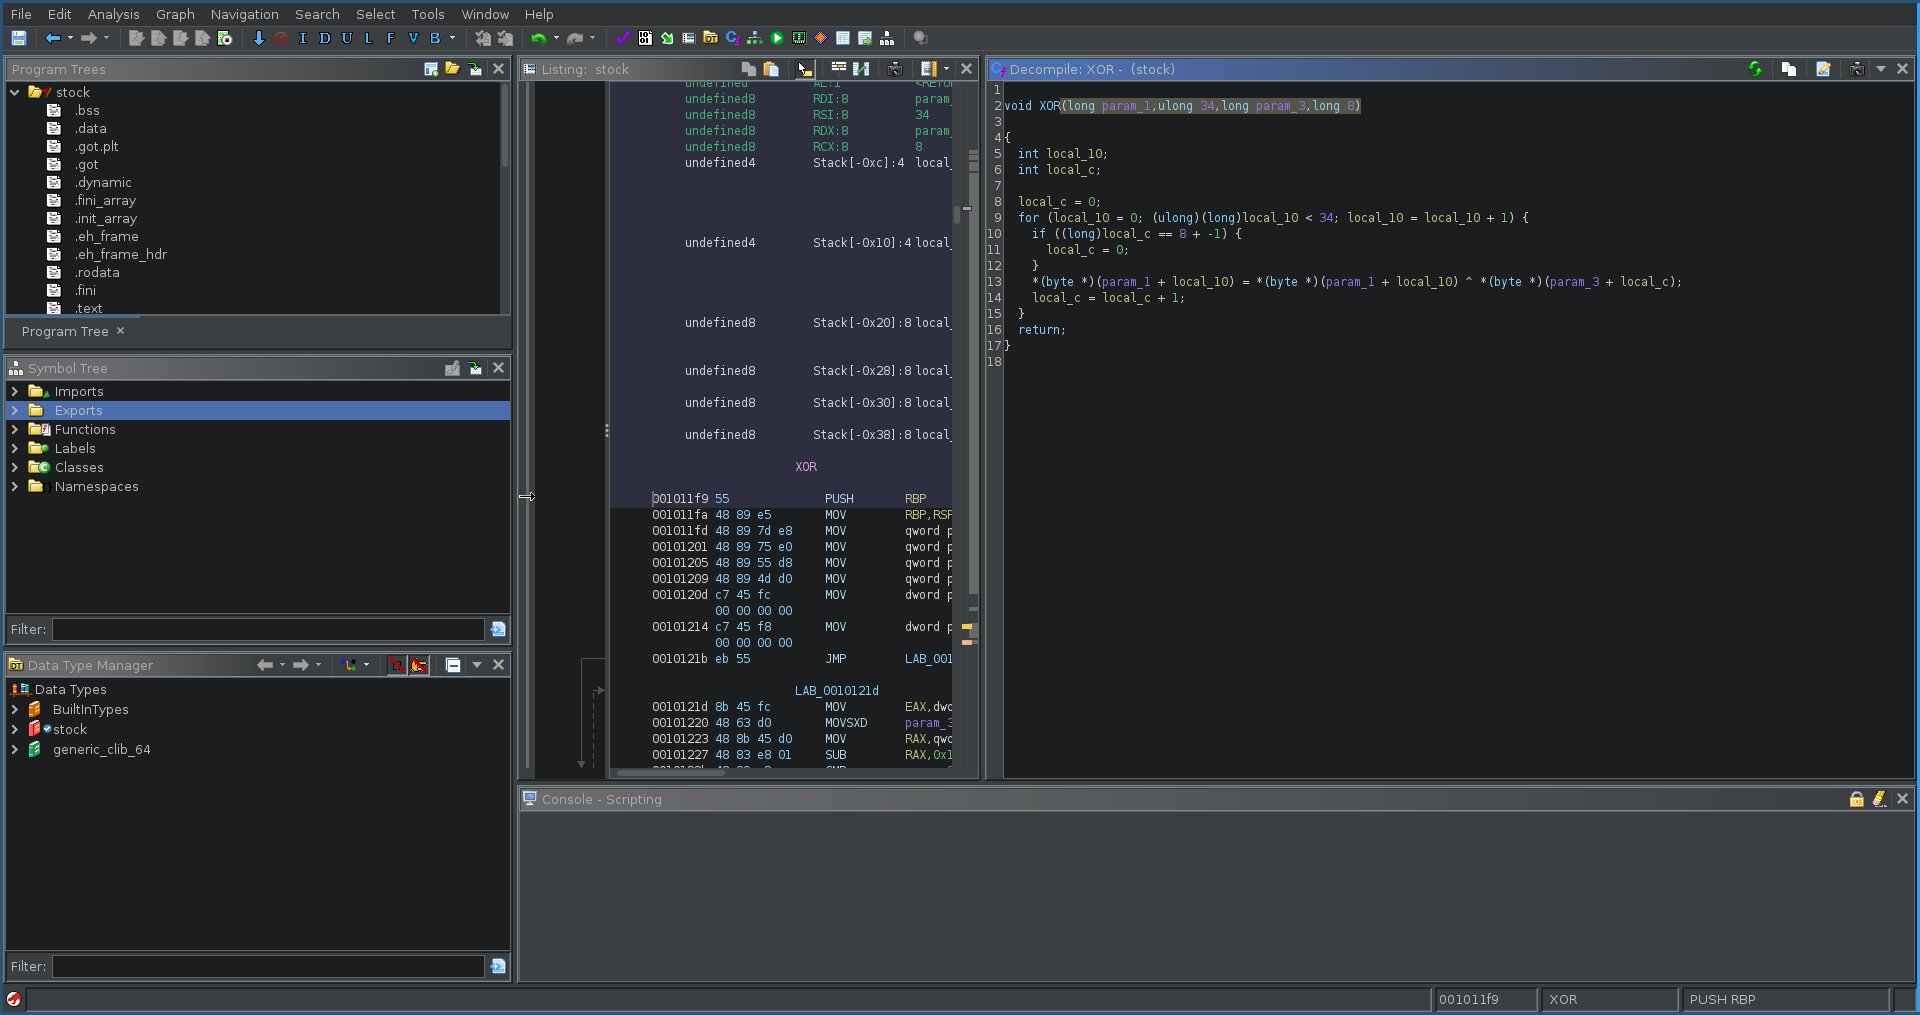 File Edit Analysis Graph Navigation Search Select Tools Window Help
I D U L F V B
Program Trees
stock
.bss
.data
.got.plt
.got
.dynamic
.fini_array
.init_array
.eh_frame
.eh_frame_hdr
.rodata
.fini
.text
Program Tree
Symbol Tree
Imports
Exports
Functions
Labels
Classes
Namespaces
Filter:
Data Type Manager
Data Types
BuiltInTypes
stock
generic_clib_64
Filter:
Listing: stock
undefined AL:1 <RETU
undefined8 RDI:8 param_
undefined8 RSI:8 34
undefined8 RDX:8 param_
undefined8 RCX:8 8
undefined4 Stack[-0xc]:4 local_
undefined4 Stack[-0x10]:4 local_
undefined8 Stack[-0x20]:8 local_
undefined8 Stack[-0x28]:8 local_
undefined8 Stack[-0x30]:8 local_
undefined8 Stack[-0x38]:8 local_
XOR
001011f9 55 PUSH RBP
001011fa 48 89 e5 MOV RBP,RSP
001011fd 48 89 7d e8 MOV qword p
00101201 48 89 75 e0 MOV qword p
00101205 48 89 55 d8 MOV qword p
00101209 48 89 4d d0 MOV qword p
0010120d c7 45 fc MOV dword p
00 00 00 00
00101214 c7 45 f8 MOV dword p
00 00 00 00
0010121b eb 55 JMP LAB_001
LAB_0010121d
0010121d 8b 45 fc MOV EAX,dwo
00101220 48 63 d0 MOVSXD param_3
00101223 48 8b 45 d0 MOV RAX,qwo
00101227 48 83 e8 01 SUB RAX,0x1
Decompile: XOR - (stock)
1
2 void XOR(long param_1,ulong 34,long param_3,long 8)
3
4 {
5 int local_10;
6 int local_c;
7
8 local_c = 0;
9 for (local_10 = 0; (ulong)(long)local_10 < 34; local_10 = local_10 + 1) {
10 if ((long)local_c == 8 + -1) {
11 local_c = 0;
12 }
13 *(byte *)(param_1 + local_10) = *(byte *)(param_1 + local_10) ^ *(byte *)(param_3 + local_c);
14 local_c = local_c + 1;
15 }
16 return;
17 }
18
Console - Scripting
001011f9 XOR PUSH RBP